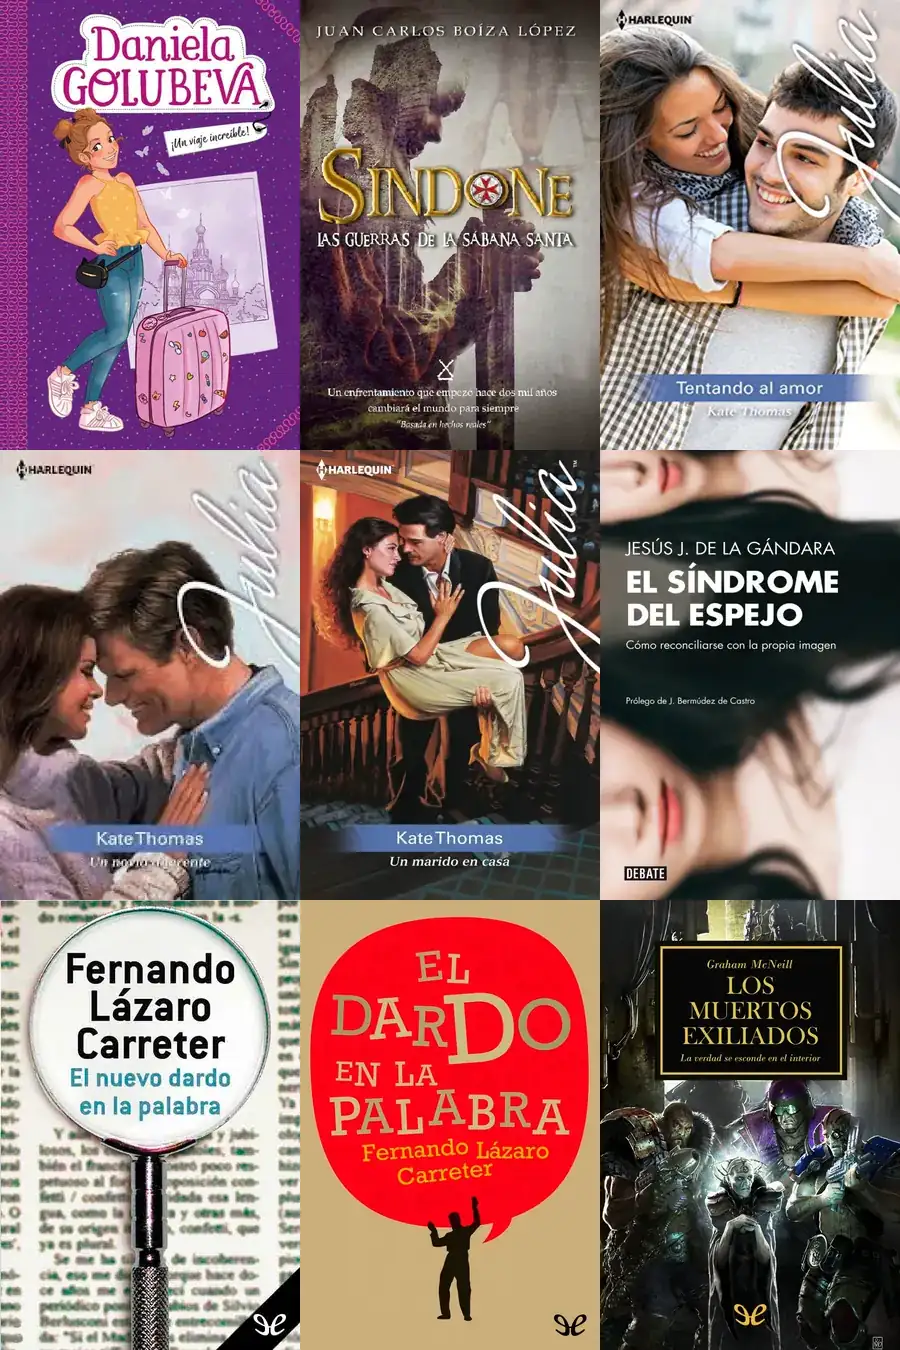 Daniela
GOLUBEVA
¡Un viaje increíble!
JUAN CARLOS BOÍZA LÓPEZ
SÍNDONE
LAS GUERRAS DE LA SÁBANA SANTA
Un enfrentamiento que empezó hace dos mil años
cambiará el mundo para siempre
"Basada en hechos reales"
HARLEQUIN
Julia
Tentando al amor
Kate Thomas
HARLEQUIN
Julia
Kate Thomas
Un novio diferente
HARLEQUIN
Julia™
Kate Thomas
Un marido en casa
JESÚS J. DE LA GÁNDARA
EL SÍNDROME
DEL ESPEJO
Cómo reconciliarse con la propia imagen
Prólogo de J. Bermúdez de Castro
DEBATE
Fernando
Lázaro
Carreter
El nuevo dardo
en la palabra
EL
DARDO
EN LA
PALABRA
Fernando Lázaro
Carreter
Graham McNeill
LOS
MUERTOS
EXILIADOS
La verdad se esconde en el interior